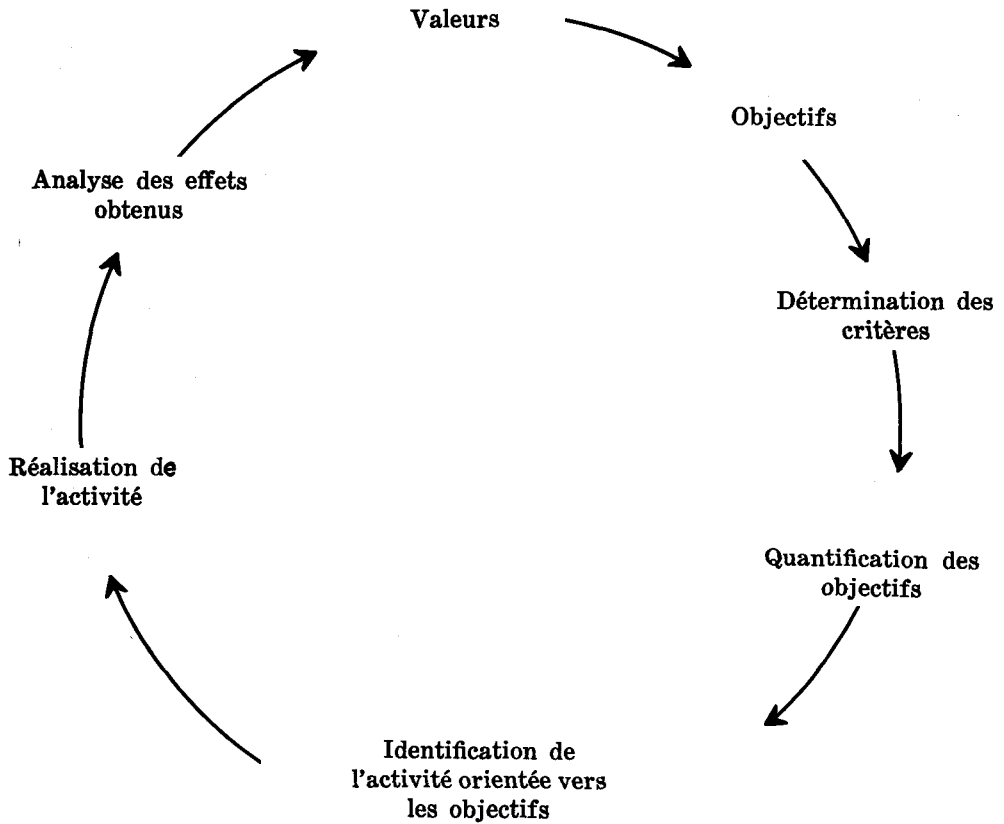 Valeurs
Objectifs
Détermination des
critères
Quantification des
objectifs
Identification de
l'activité orientée vers
les objectifs
Réalisation de
l'activité
Analyse des effets
obtenus